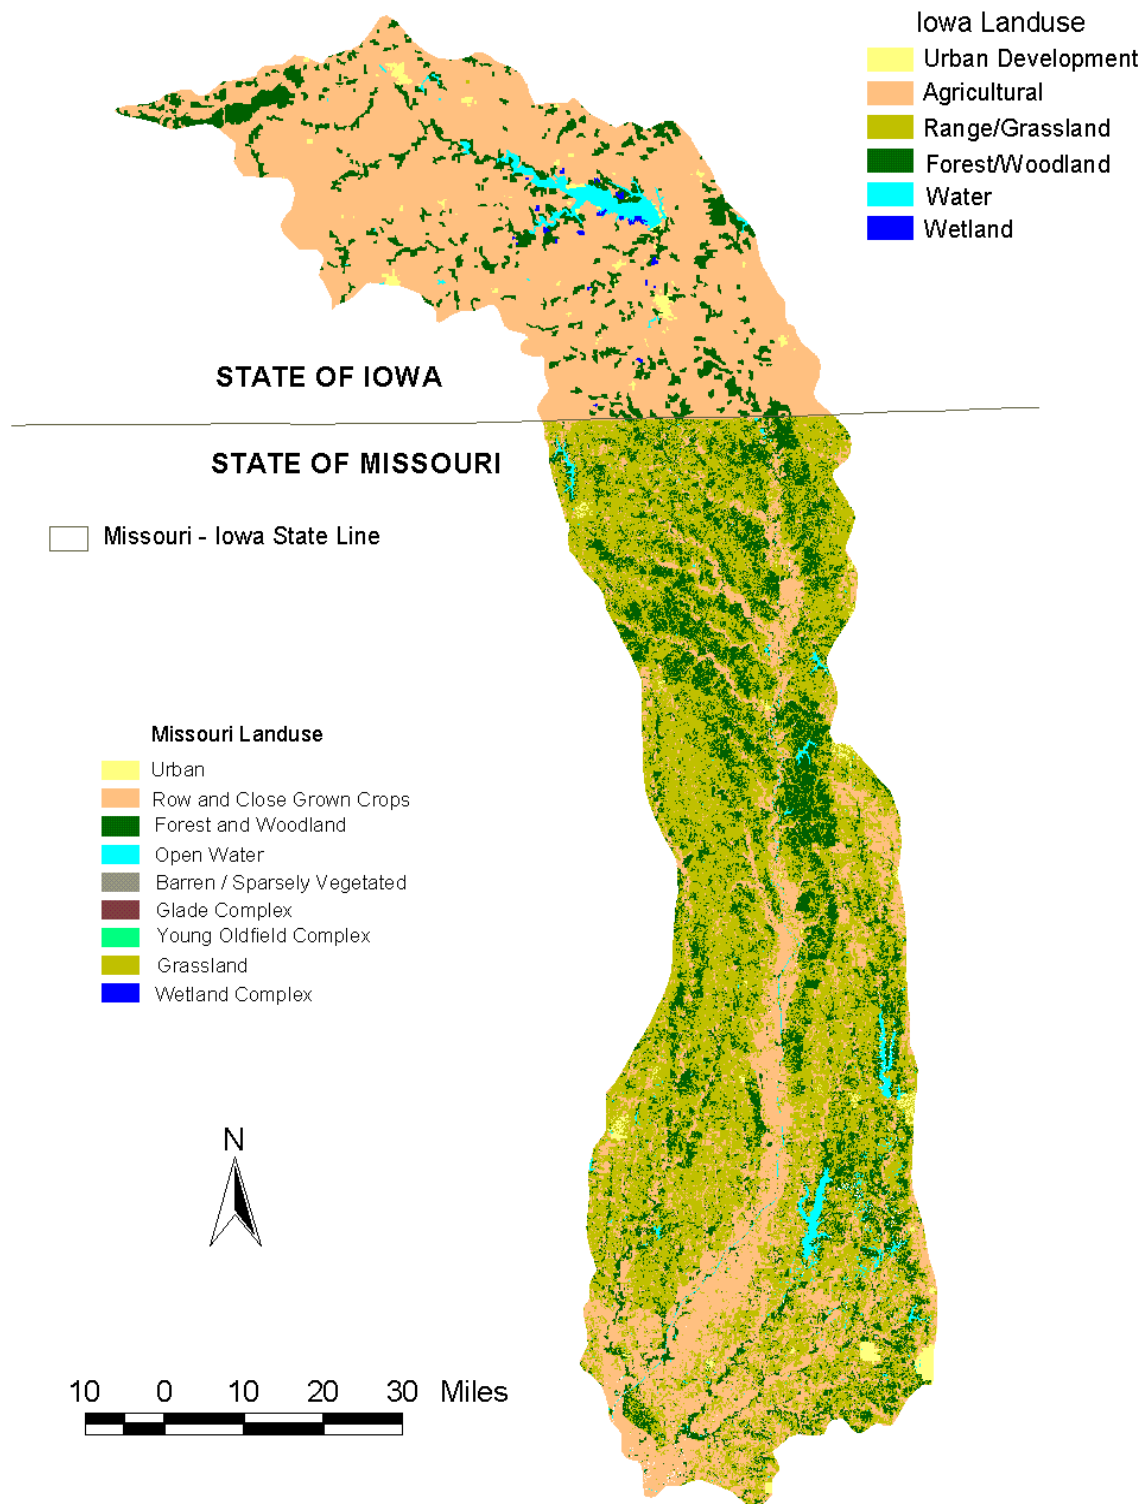 Iowa Landuse
Urban Development
Agricultural
Range/Grassland
Forest/Woodland
Water
Wetland
STATE OF IOWA
STATE OF MISSOURI
Missouri - Iowa State Line
Missouri Landuse
Urban
Row and Close Grown Crops
Forest and Woodland
Open Water
Barren / Sparsely Vegetated
Glade Complex
Young Oldfield Complex
Grassland
Wetland Complex
N
10 0 10 20 30 Miles